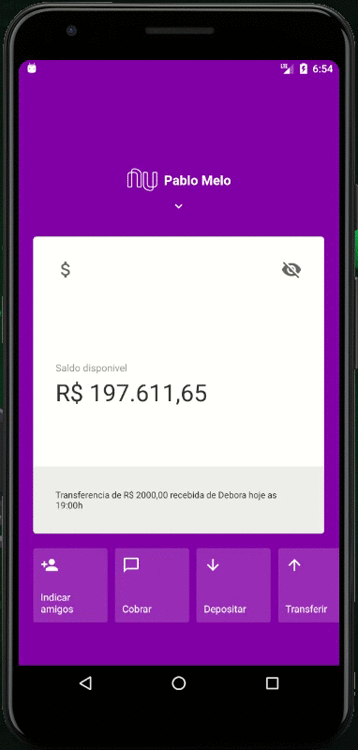 LTE 6:54
nu Pablo Melo
$
Saldo disponivel
R$ 197.611,65
Transferencia de R$ 2000,00 recebida de Debora hoje as
19:00h
Indicar
amigos
Cobrar
Depositar
Transferir